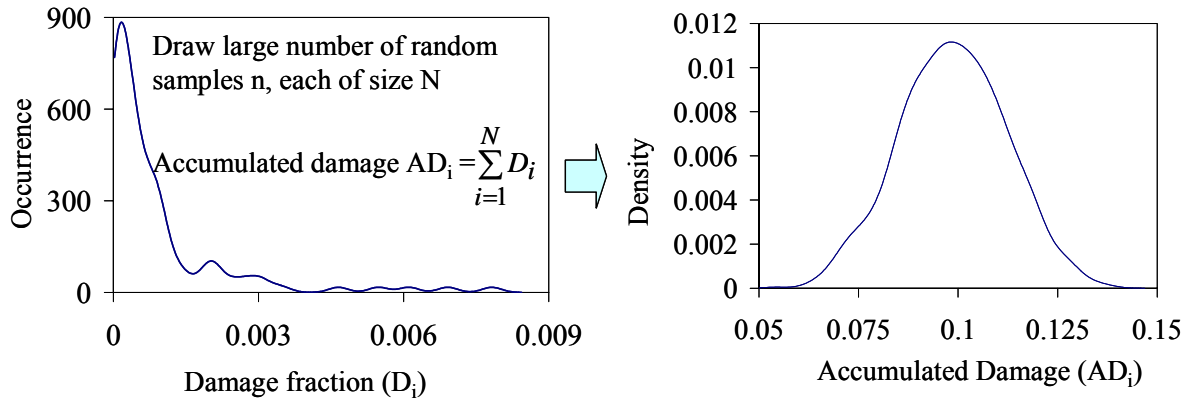 900
600
300
0
Occurrence
0 0.003 0.006 0.009
Damage fraction (Di)
Draw large number of random
samples n, each of size N
Accumulated damage ADi = N∑i=1 Di
0.012
0.01
0.008
0.006
0.004
0.002
0
Density
0.05 0.075 0.1 0.125 0.15
Accumulated Damage (ADi)